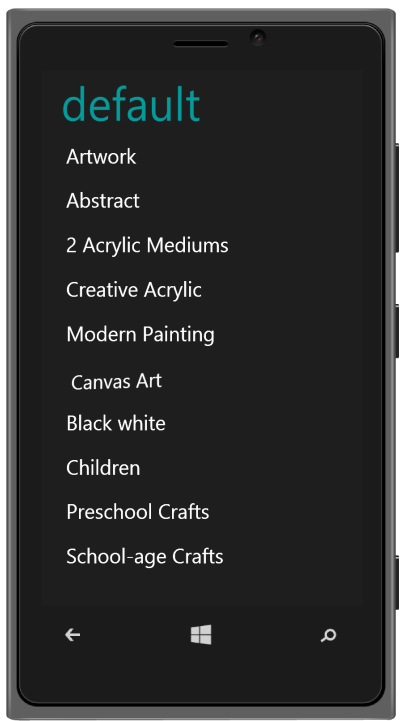 default
Artwork
Abstract
2 Acrylic Mediums
Creative Acrylic
Modern Painting
Canvas Art
Black white
Children
Preschool Crafts
School-age Crafts